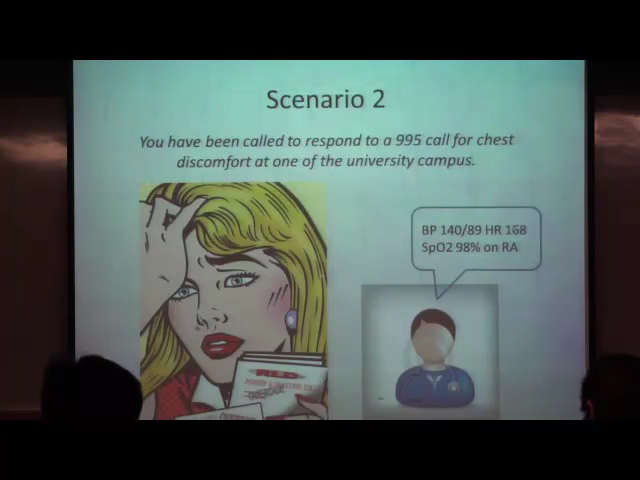 Scenario 2
You have been called to respond to a 995 call for chest
discomfort at one of the university campus.
BP 140/89 HR 168
SpO2 98% on RA